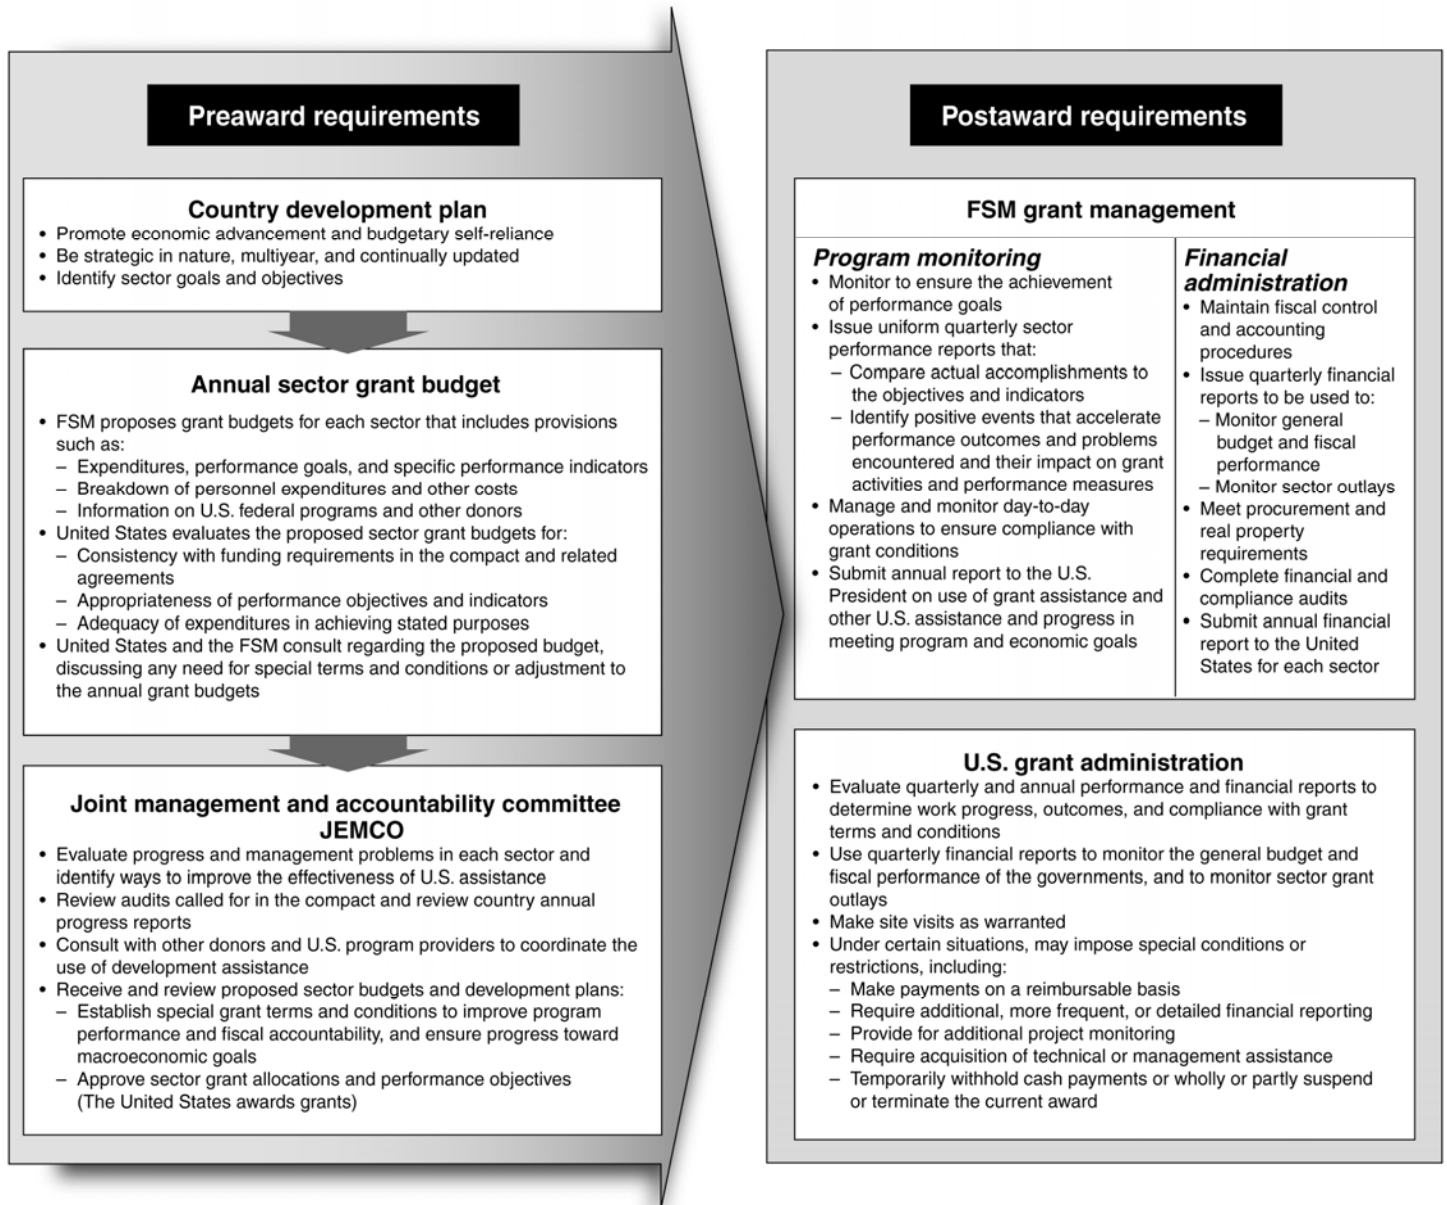 Preaward requirements
Country development plan
• Promote economic advancement and budgetary self-reliance
• Be strategic in nature, multiyear, and continually updated
• Identify sector goals and objectives
Annual sector grant budget
• FSM proposes grant budgets for each sector that includes provisions
such as:
– Expenditures, performance goals, and specific performance indicators
– Breakdown of personnel expenditures and other costs
– Information on U.S. federal programs and other donors
• United States evaluates the proposed sector grant budgets for:
– Consistency with funding requirements in the compact and related
agreements
– Appropriateness of performance objectives and indicators
– Adequacy of expenditures in achieving stated purposes
• United States and the FSM consult regarding the proposed budget,
discussing any need for special terms and conditions or adjustment to
the annual grant budgets
Joint management and accountability committee
JEMCO
• Evaluate progress and management problems in each sector and
identify ways to improve the effectiveness of U.S. assistance
• Review audits called for in the compact and review country annual
progress reports
• Consult with other donors and U.S. program providers to coordinate the
use of development assistance
• Receive and review proposed sector budgets and development plans:
– Establish special grant terms and conditions to improve program
performance and fiscal accountability, and ensure progress toward
macroeconomic goals
– Approve sector grant allocations and performance objectives
(The United States awards grants)
Postaward requirements
FSM grant management
Program monitoring
• Monitor to ensure the achievement
of performance goals
• Issue uniform quarterly sector
performance reports that:
– Compare actual accomplishments to
the objectives and indicators
– Identify positive events that accelerate
performance outcomes and problems
encountered and their impact on grant
activities and performance measures
• Manage and monitor day-to-day
operations to ensure compliance with
grant conditions
• Submit annual report to the U.S.
President on use of grant assistance and
other U.S. assistance and progress in
meeting program and economic goals
Financial
administration
• Maintain fiscal control
and accounting
procedures
• Issue quarterly financial
reports to be used to:
– Monitor general
budget and fiscal
performance
– Monitor sector outlays
• Meet procurement and
real property
requirements
• Complete financial and
compliance audits
• Submit annual financial
report to the United
States for each sector
U.S. grant administration
• Evaluate quarterly and annual performance and financial reports to
determine work progress, outcomes, and compliance with grant
terms and conditions
• Use quarterly financial reports to monitor the general budget and
fiscal performance of the governments, and to monitor sector grant
outlays
• Make site visits as warranted
• Under certain situations, may impose special conditions or
restrictions, including:
– Make payments on a reimbursable basis
– Require additional, more frequent, or detailed financial reporting
– Provide for additional project monitoring
– Require acquisition of technical or management assistance
– Temporarily withhold cash payments or wholly or partly suspend
or terminate the current award